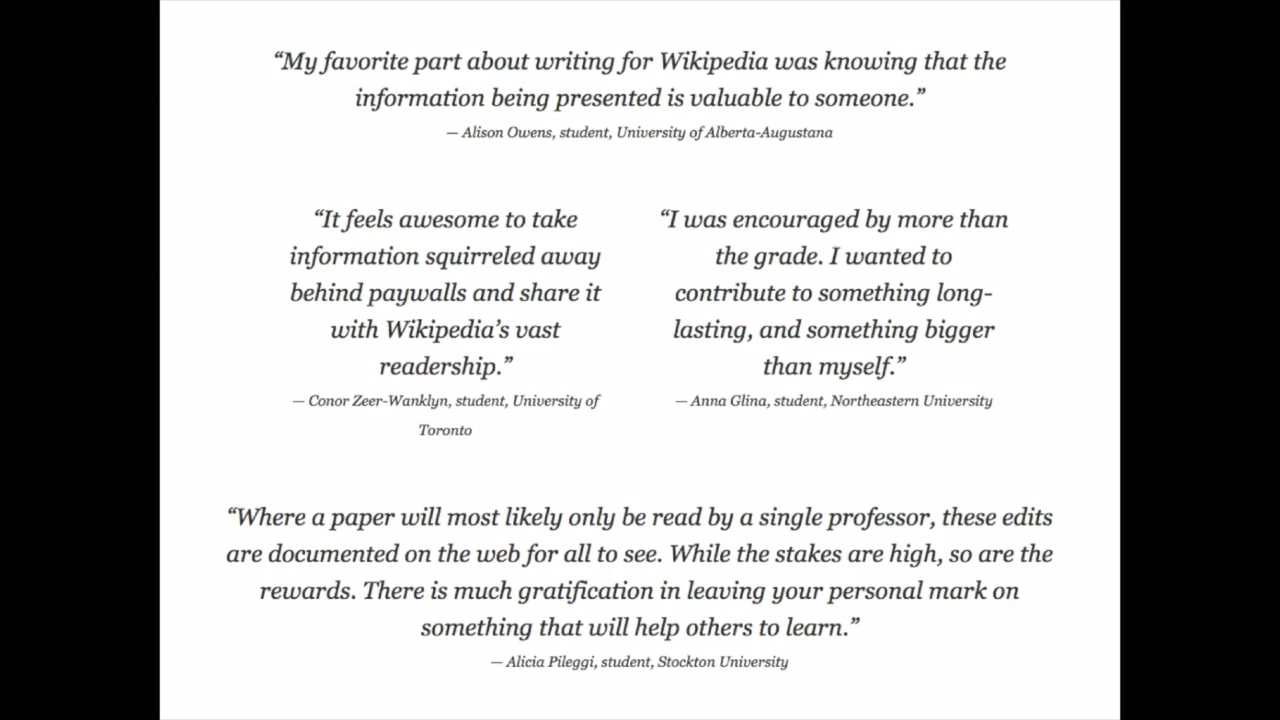 “My favorite part about writing for Wikipedia was knowing that the
information being presented is valuable to someone.”
— Alison Owens, student, University of Alberta-Augustana
“It feels awesome to take
information squirreled away
behind paywalls and share it
with Wikipedia’s vast
readership.”
— Conor Zeer-Wanklyn, student, University of
Toronto
“I was encouraged by more than
the grade. I wanted to
contribute to something long-
lasting, and something bigger
than myself.”
— Anna Glina, student, Northeastern University
“Where a paper will most likely only be read by a single professor, these edits
are documented on the web for all to see. While the stakes are high, so are the
rewards. There is much gratification in leaving your personal mark on
something that will help others to learn.”
— Alicia Pileggi, student, Stockton University